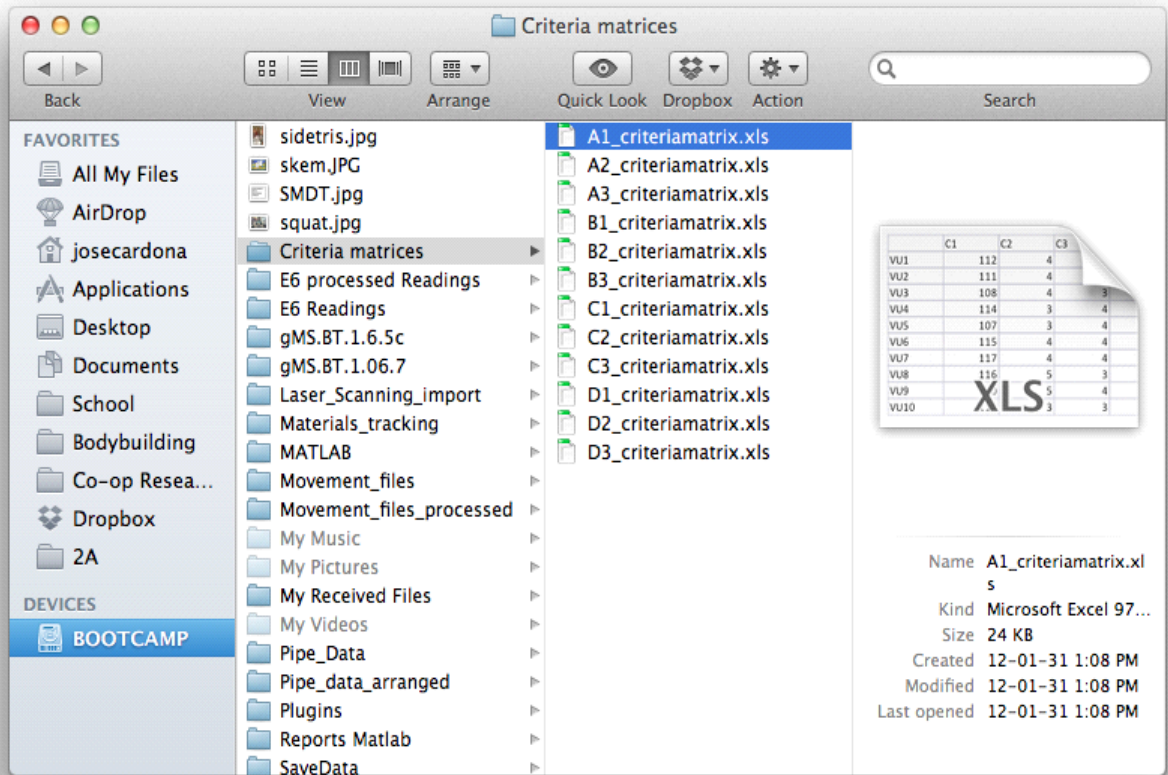 Criteria matrices
Back
View
Arrange
Quick Look
Dropbox
Action
Search
FAVORITES
All My Files
AirDrop
josecardona
Applications
Desktop
Documents
School
Bodybuilding
Co-op Resea...
Dropbox
2A
DEVICES
BOOTCAMP
sidetris.jpg
skem.JPG
SMDT.jpg
squat.jpg
Criteria matrices
E6 processed Readings
E6 Readings
gMS.BT.1.6.5c
gMS.BT.1.06.7
Laser_Scanning_import
Materials_tracking
MATLAB
Movement_files
Movement_files_processed
My Music
My Pictures
My Received Files
My Videos
Pipe_Data
Pipe_data_arranged
Plugins
Reports Matlab
SaveData
A1_criteriamatrix.xls
A2_criteriamatrix.xls
A3_criteriamatrix.xls
B1_criteriamatrix.xls
B2_criteriamatrix.xls
B3_criteriamatrix.xls
C1_criteriamatrix.xls
C2_criteriamatrix.xls
C3_criteriamatrix.xls
D1_criteriamatrix.xls
D2_criteriamatrix.xls
D3_criteriamatrix.xls
C1 C2 C3
VU1 112 4
VU2 111 4
VU3 108 4 3
VU4 114 3 4
VU5 107 3 4
VU6 115 4 4
VU7 117 4 4
VU8 116 5 3
VU9 5 4
VU10 3 3
XLS
Name A1_criteriamatrix.xl
s
Kind Microsoft Excel 97...
Size 24 KB
Created 12-01-31 1:08 PM
Modified 12-01-31 1:08 PM
Last opened 12-01-31 1:08 PM